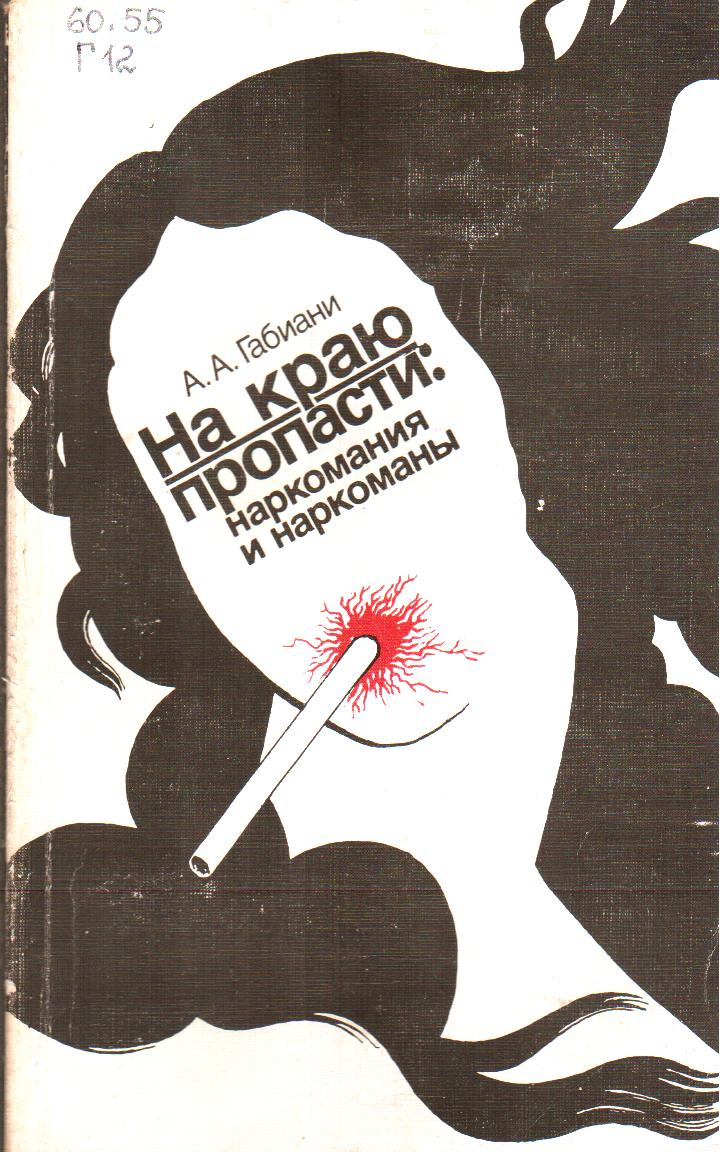 60.55
Г12
А. А. Габиани
На краю
пропасти:
наркомания
и наркоманы